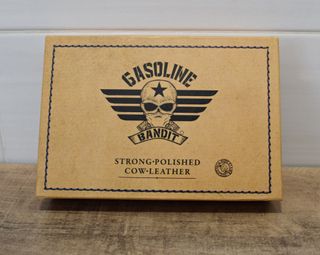 GASOLINE
BANDIT
STRONG•POLISHED
COW•LEATHER